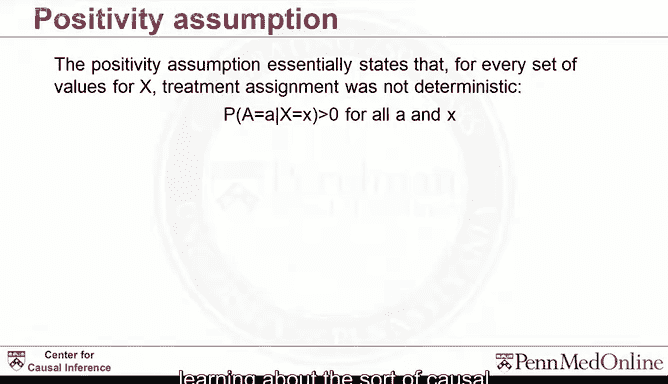 Positivity assumption
The positivity assumption essentially states that, for every set of
values for X, treatment assignment was not deterministic:
P(A=a|X=x)>0 for all a and x
Center for
Causal Inference
learning about the sort of causal
PennMedOnline